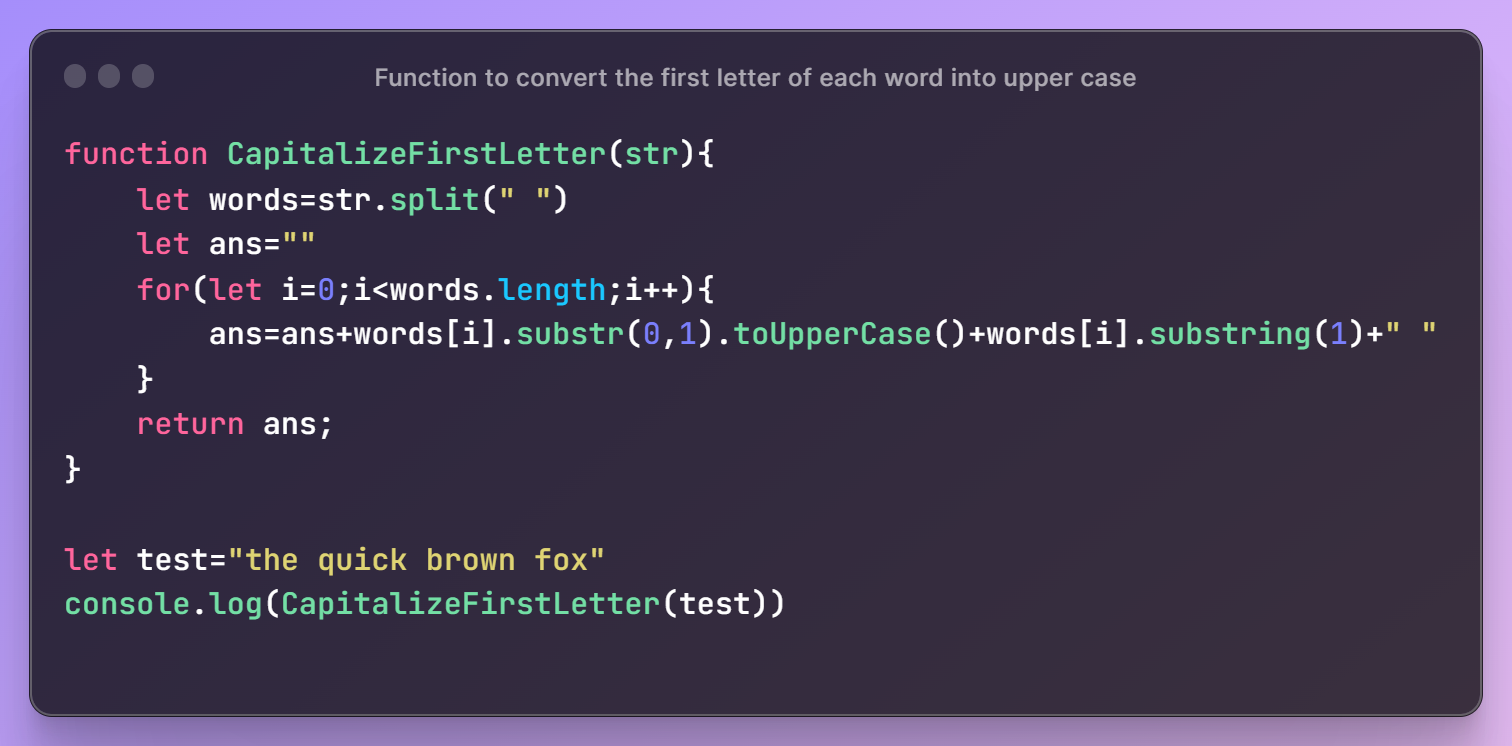 Function to convert the first letter of each word into upper case
function CapitalizeFirstLetter(str){
    let words=str.split(" ")
    let ans=""
    for(let i=0;i<words.length;i++){
        ans=ans+words[i].substr(0,1).toUpperCase()+words[i].substring(1)+" "
    }
    return ans;
}
let test="the quick brown fox"
console.log(CapitalizeFirstLetter(test))